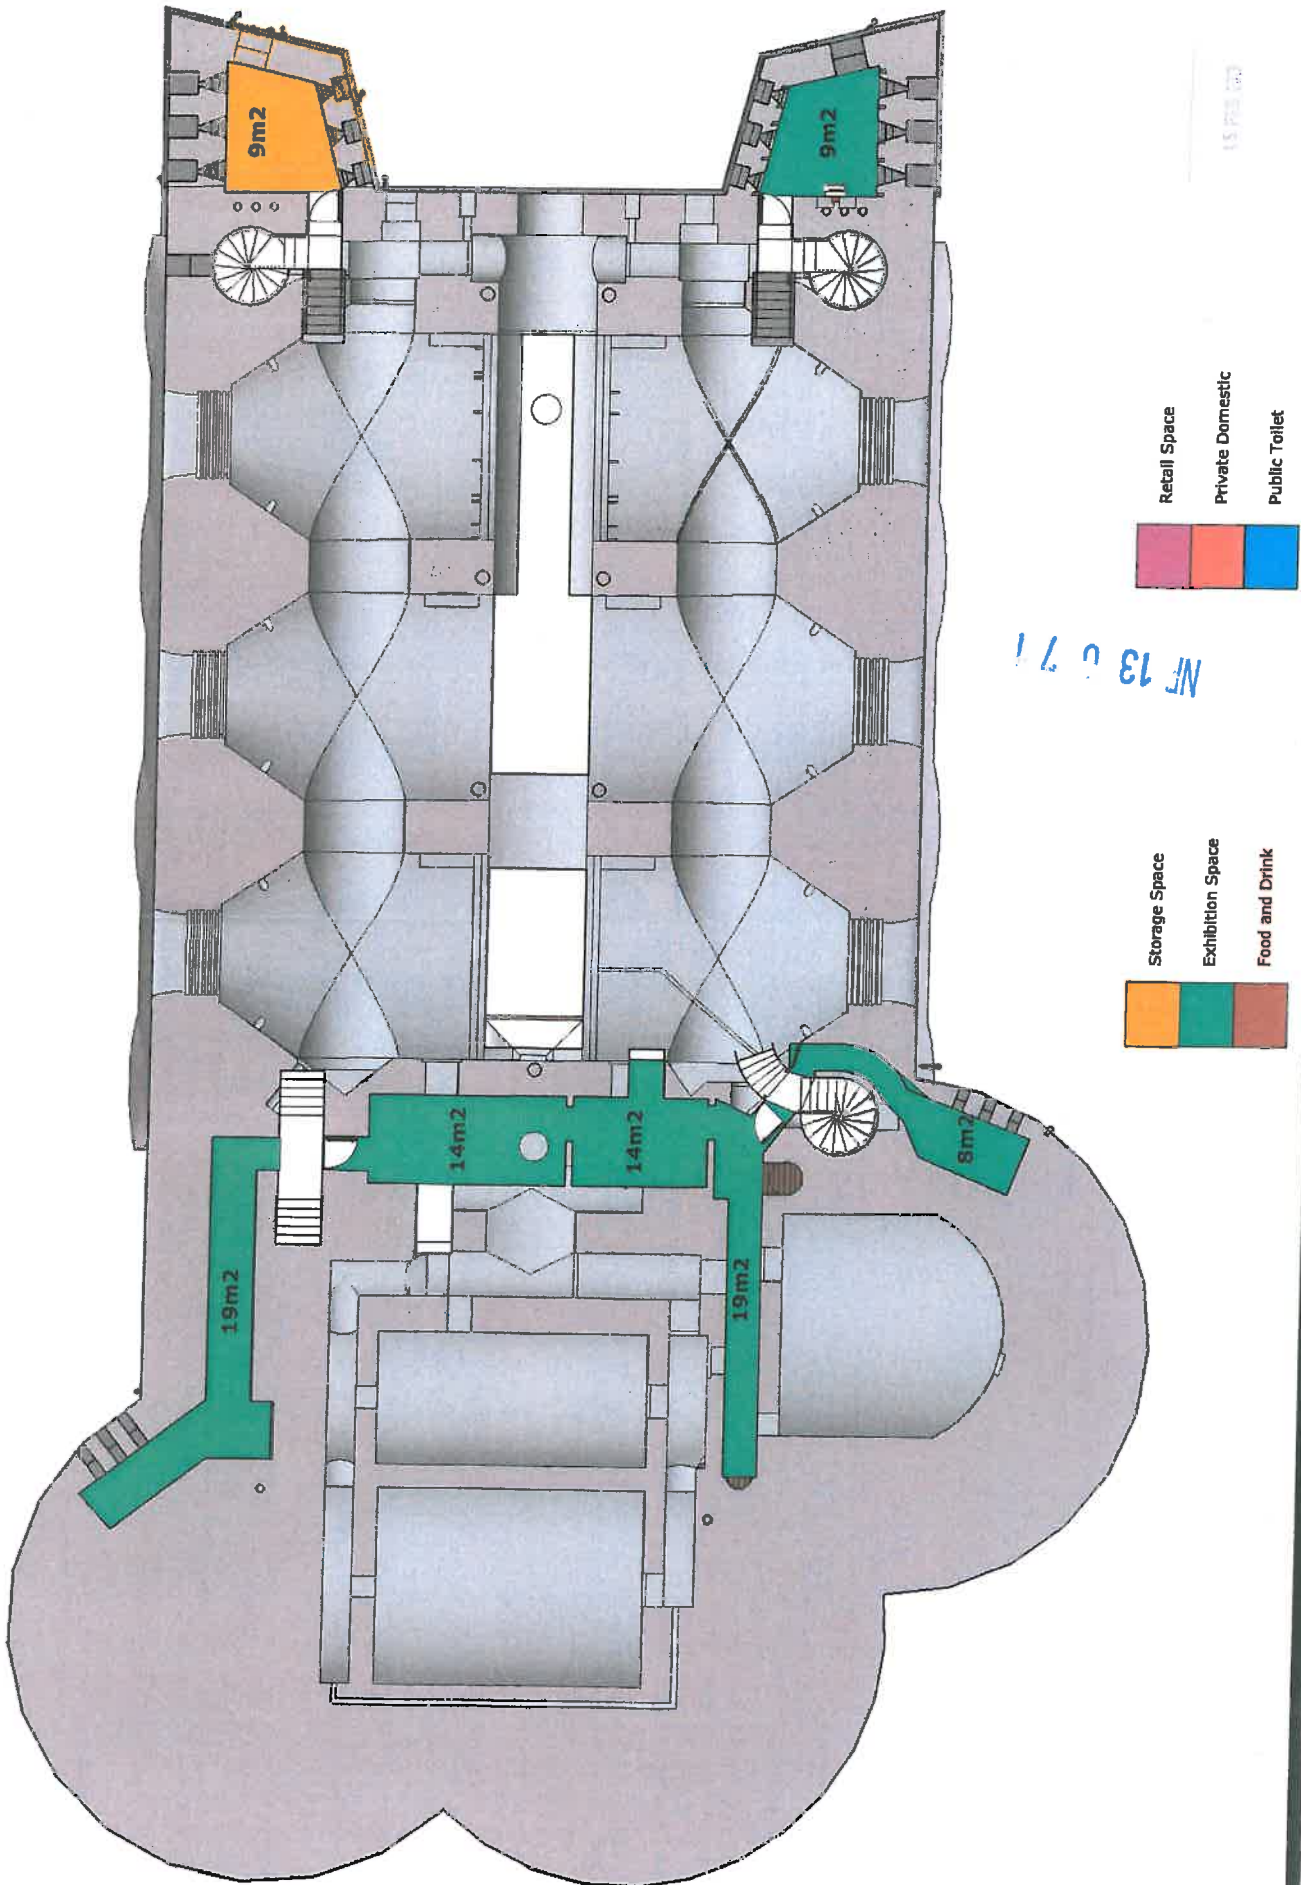 9m2
9m2
14m2
14m2
8m2
19m2
19m2
Storage Space
Exhibition Space
Food and Drink
Retail Space
Private Domestic
Public Toilet
NF 13